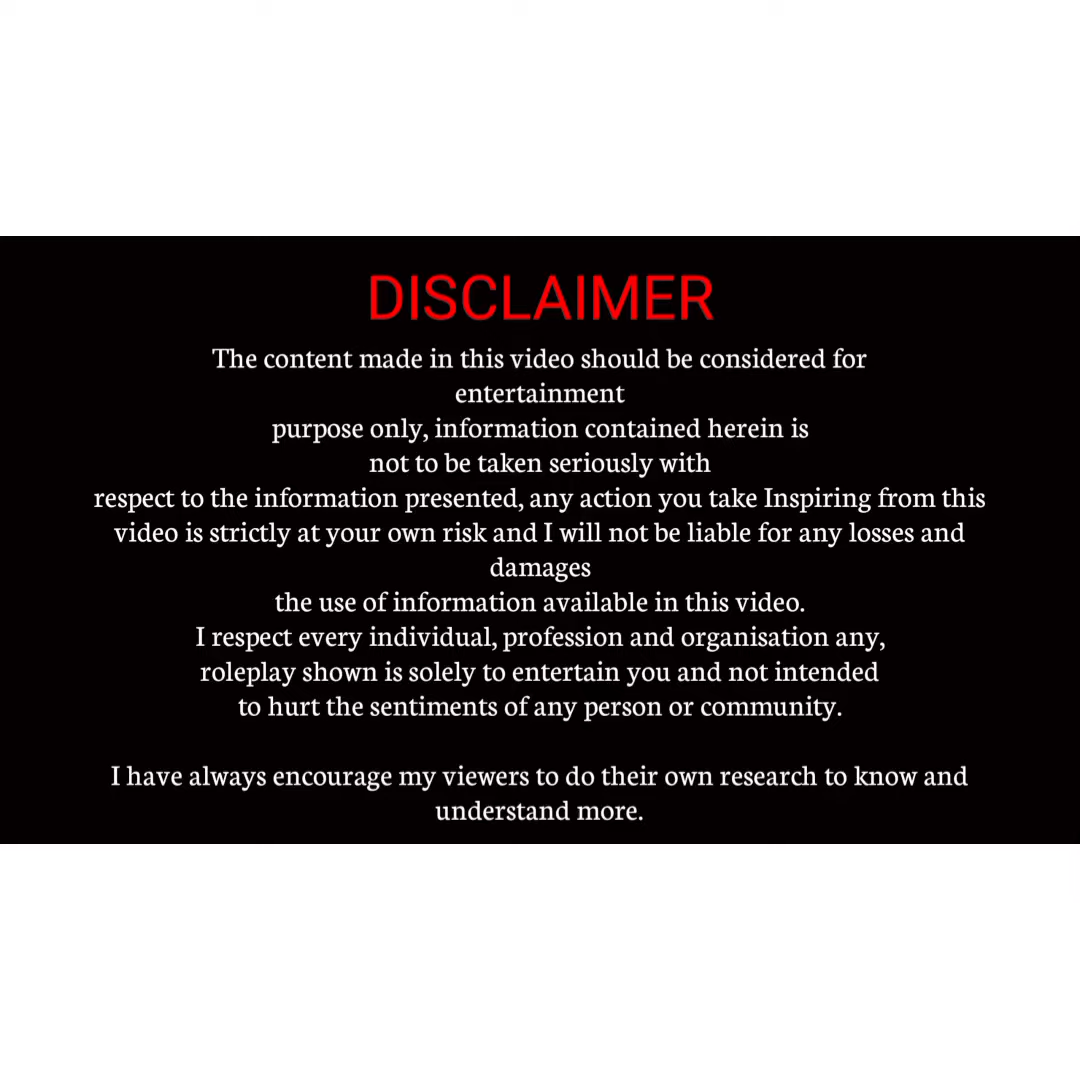 DISCLAIMER
The content made in this video should be considered for
entertainment
purpose only, information contained herein is
not to be taken seriously with
respect to the information presented, any action you take Inspiring from this
video is strictly at your own risk and I will not be liable for any losses and
damages
the use of information available in this video.
I respect every individual, profession and organisation any,
roleplay shown is solely to entertain you and not intended
to hurt the sentiments of any person or community.
I have always encourage my viewers to do their own research to know and
understand more.